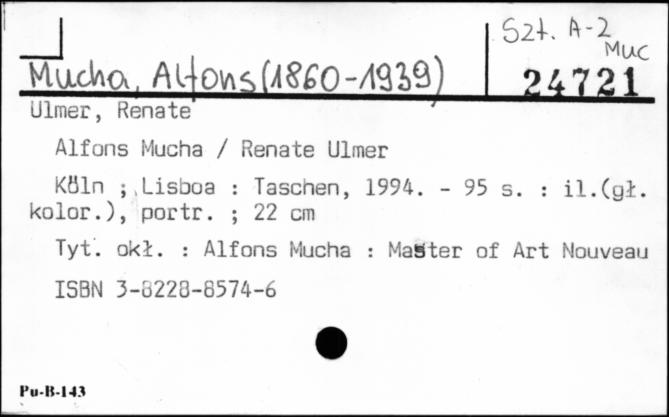 Szt. A-2
Muc
Mucha, Alfons (1860-1939)
24721
Ulmer, Renate
Alfons Mucha / Renate Ulmer
Köln ; Lisboa : Taschen, 1994. - 95 s. : il.(gł.
kolor.), portr. ; 22 cm
Tyt. okł. : Alfons Mucha : Master of Art Nouveau
ISBN 3-8228-8574-6
Pu-B-143